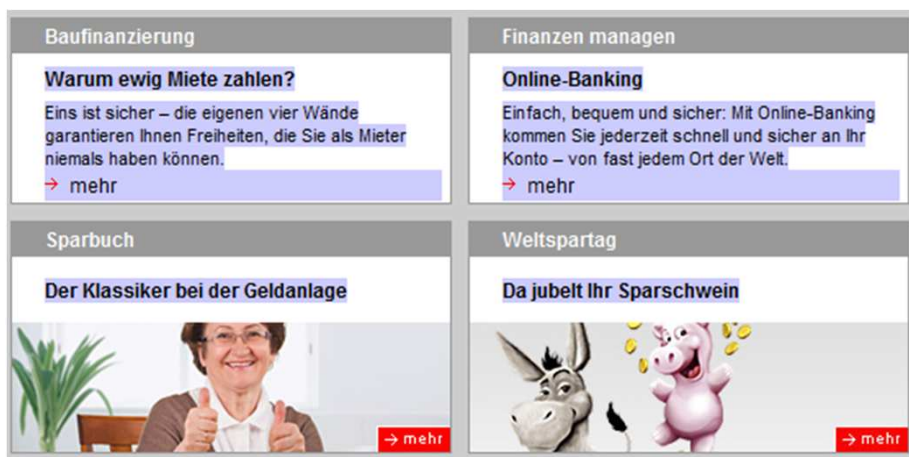 Baufinanzierung
Warum ewig Miete zahlen?
Eins ist sicher – die eigenen vier Wände
garantieren Ihnen Freiheiten, die Sie als Mieter
niemals haben können.
→ mehr
Finanzen managen
Online-Banking
Einfach, bequem und sicher: Mit Online-Banking
kommen Sie jederzeit schnell und sicher an Ihr
Konto – von fast jedem Ort der Welt.
→ mehr
Sparbuch
Der Klassiker bei der Geldanlage
→ mehr
Weltspartag
Da jubelt Ihr Sparschwein
→ mehr